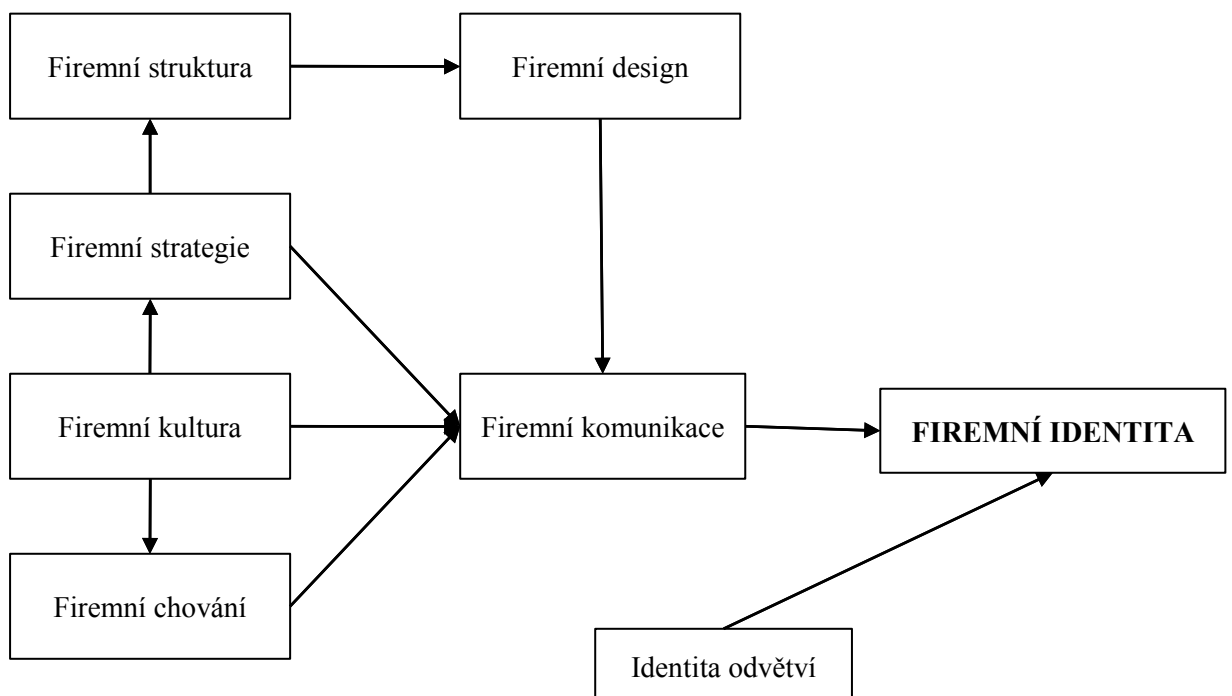 Firemní struktura
Firemní design
Firemní strategie
Firemní kultura
Firemní komunikace
FIREMNÍ IDENTITA
Firemní chování
Identita odvětví